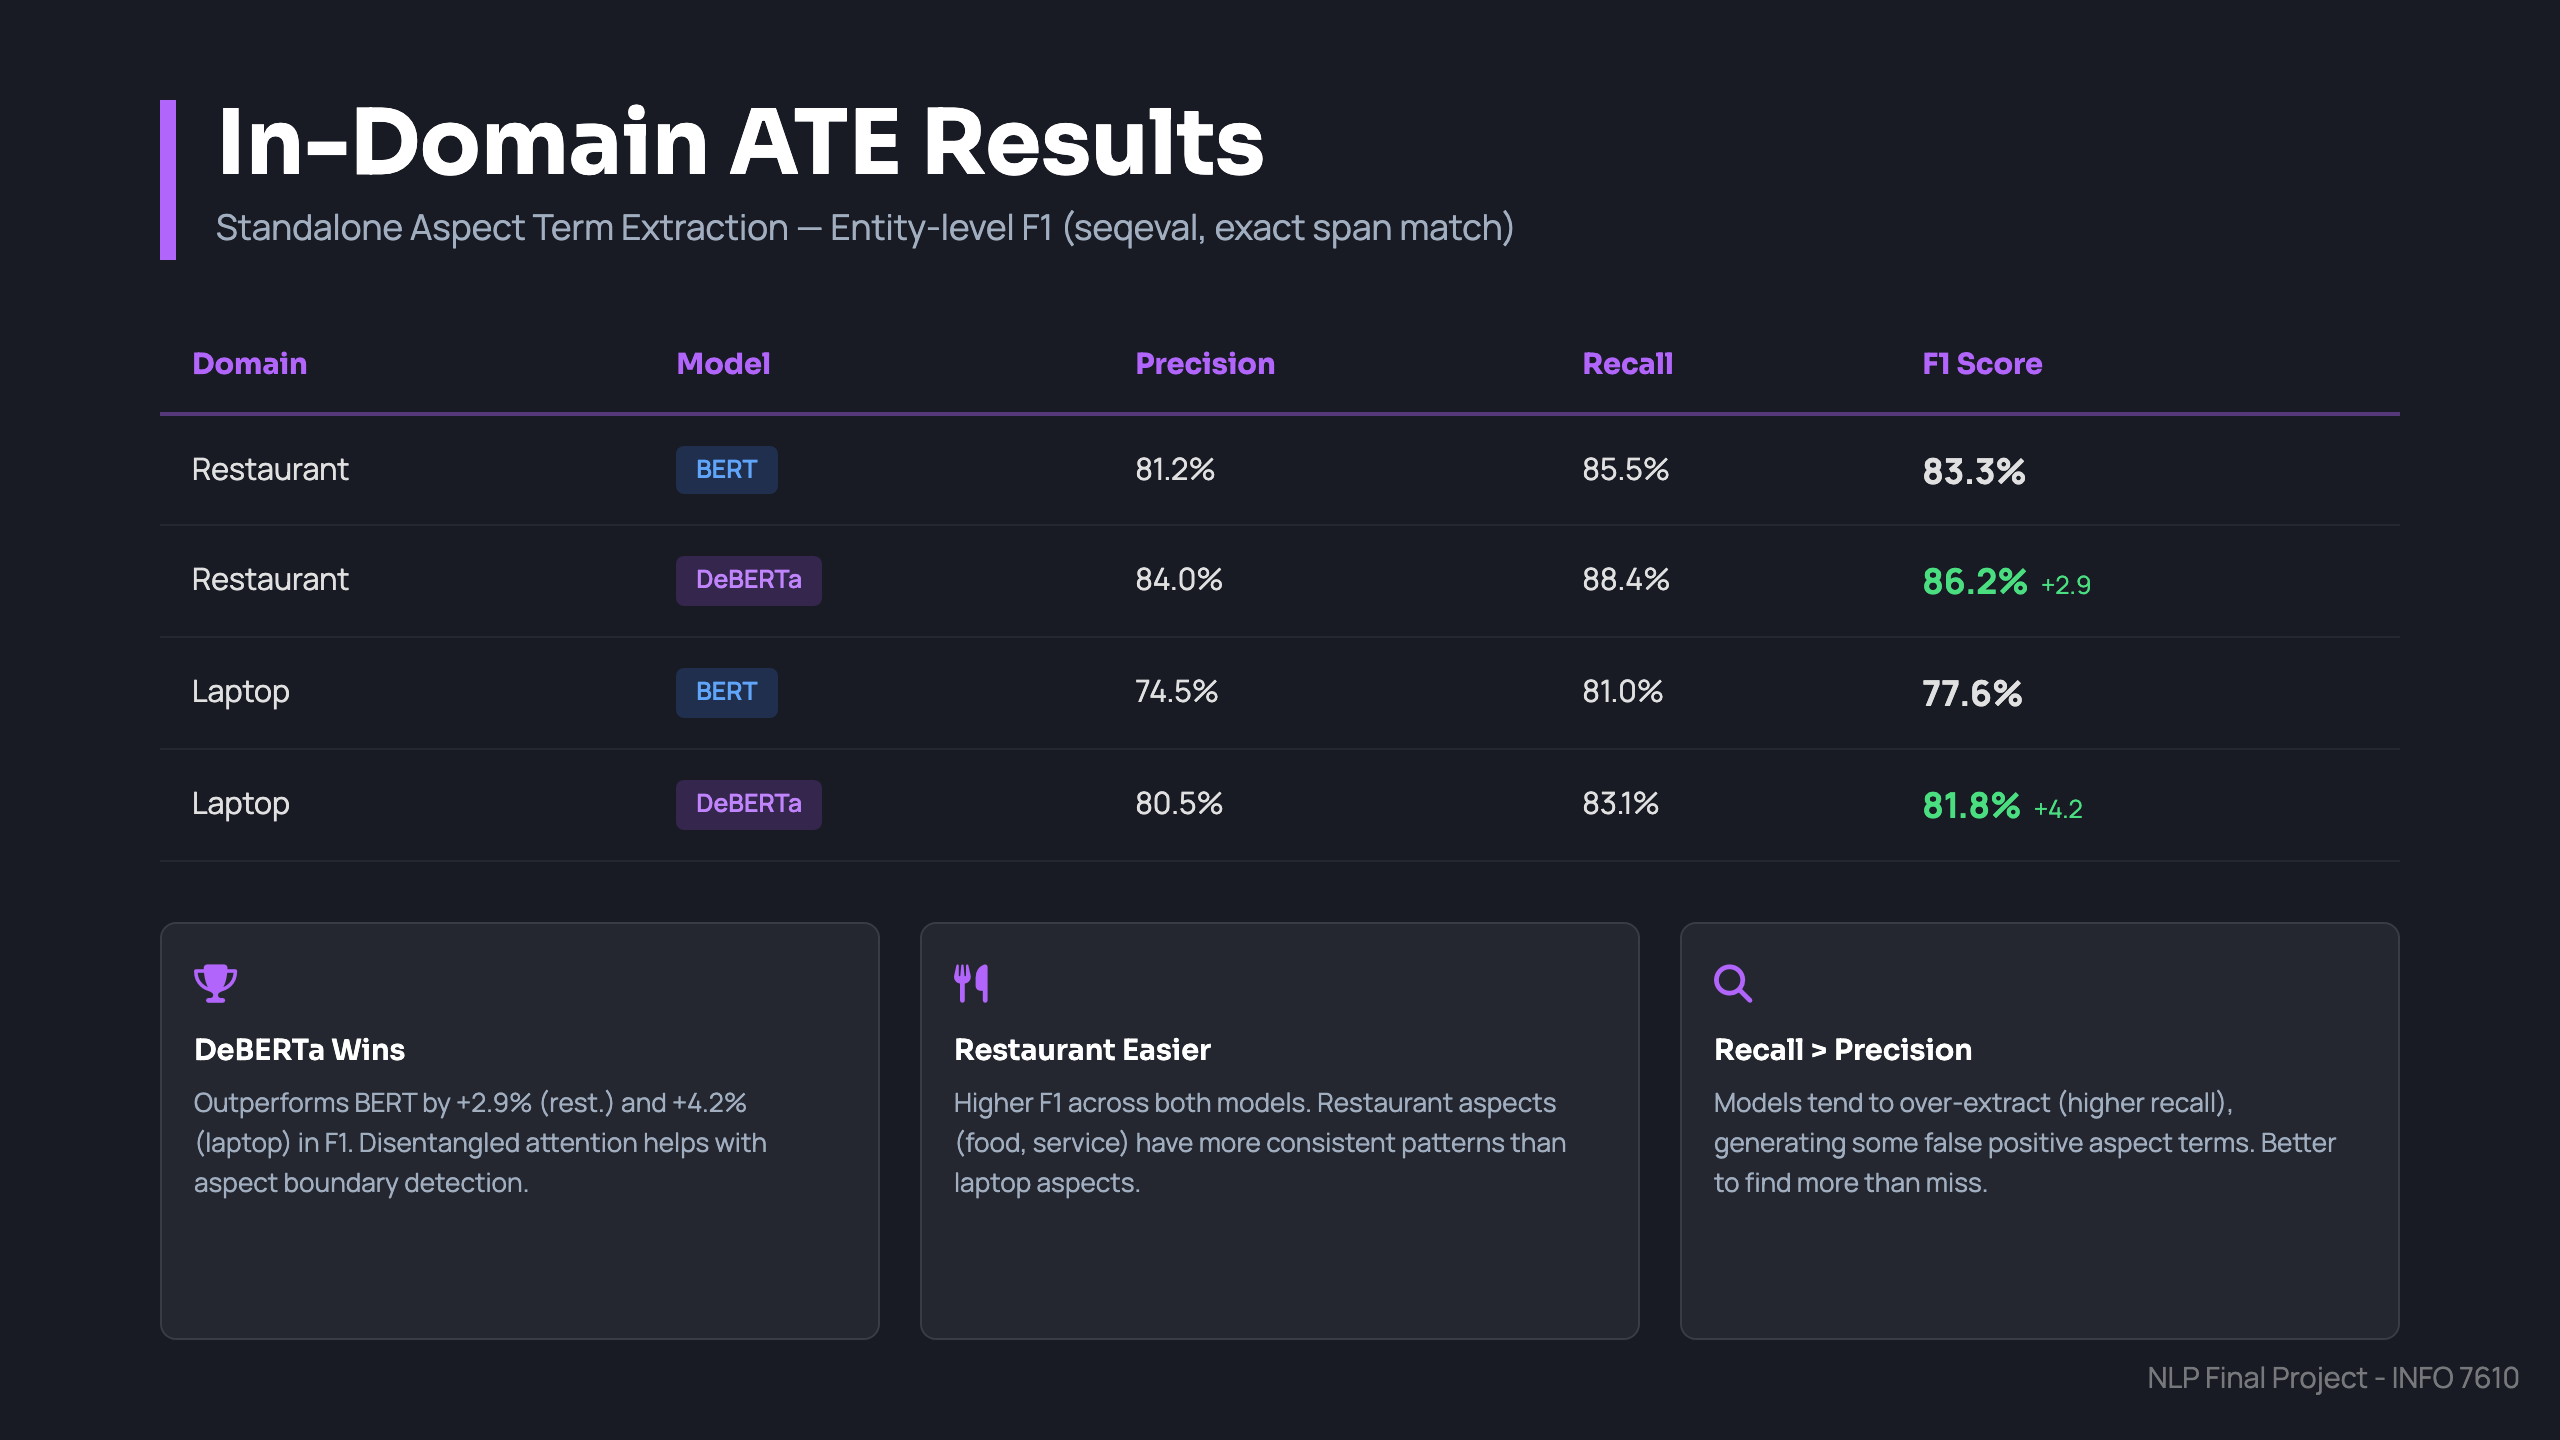 In-Domain ATE Results
Standalone Aspect Term Extraction — Entity-level F1 (seqeval, exact span match)
Domain Model Precision Recall F1 Score
Restaurant BERT 81.2% 85.5% 83.3%
Restaurant DeBERTa 84.0% 88.4% 86.2% +2.9
Laptop BERT 74.5% 81.0% 77.6%
Laptop DeBERTa 80.5% 83.1% 81.8% +4.2
DeBERTa Wins
Outperforms BERT by +2.9% (rest.) and +4.2%
(laptop) in F1. Disentangled attention helps with
aspect boundary detection.
Restaurant Easier
Higher F1 across both models. Restaurant aspects
(food, service) have more consistent patterns than
laptop aspects.
Recall > Precision
Models tend to over-extract (higher recall),
generating some false positive aspect terms. Better
to find more than miss.
NLP Final Project - INFO 7610